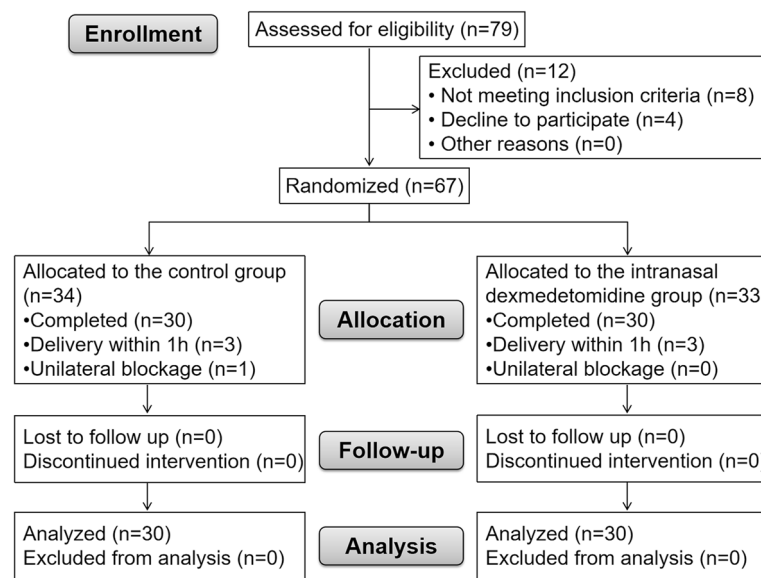 Enrollment
Assessed for eligibility (n=79)
Excluded (n=12)
• Not meeting inclusion criteria (n=8)
• Decline to participate (n=4)
• Other reasons (n=0)
Randomized (n=67)
Allocated to the control group
(n=34)
•Completed (n=30)
•Delivery within 1h (n=3)
•Unilateral blockage (n=1)
Allocation
Allocated to the intranasal
dexmedetomidine group (n=33
•Completed (n=30)
•Delivery within 1h (n=3)
•Unilateral blockage (n=0)
Lost to follow up (n=0)
Discontinued intervention (n=0)
Follow-up
Lost to follow up (n=0)
Discontinued intervention (n=0
Analyzed (n=30)
Excluded from analysis (n=0)
Analysis
Analyzed (n=30)
Excluded from analysis (n=0)